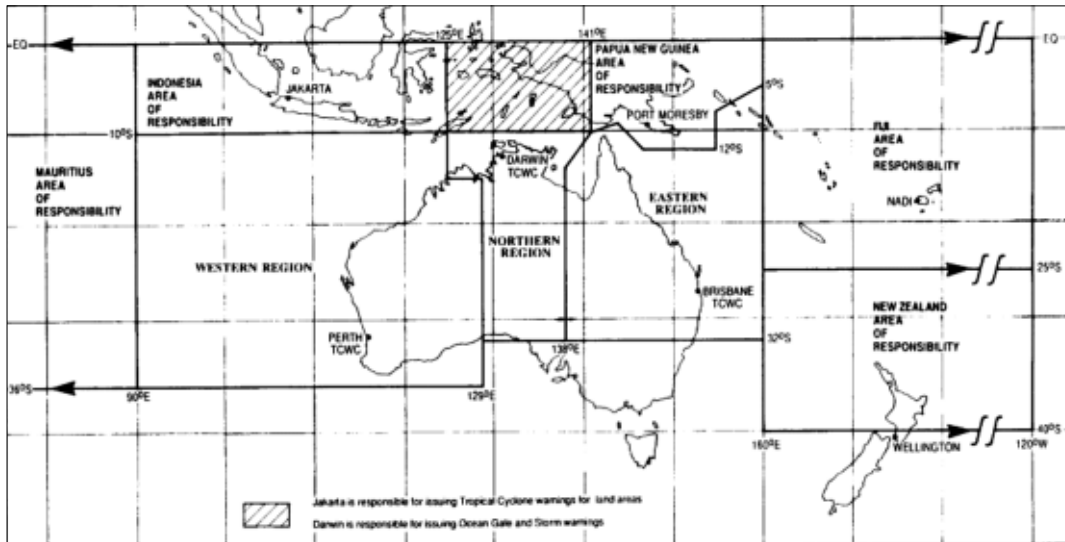 125°E
141°E
EQ
EQ
PAPUA NEW GUINEA
AREA
OF
RESPONSIBILITY
INDONESIA
AREA
OF
RESPONSIBILITY
JAKARTA
5°S
PORT MORESBY
10°S
12°S
FIJI
AREA
OF
RESPONSIBILITY
DARWIN
TCWC
MAURITIUS
AREA
OF
RESPONSIBILITY
EASTERN
REGION
NADI
NORTHERN
REGION
WESTERN REGION
25°S
BRISBANE
TCWC
NEW ZEALAND
AREA
OF
RESPONSIBILITY
PERTH
TCWC
32°S
138°E
36°S
90°E
129°E
160°E
40°S
120°W
WELLINGTON
Jakarta is responsible for issuing Tropical Cyclone warnings for land areas
Darwin is responsible for issuing Ocean Gale and Storm warnings